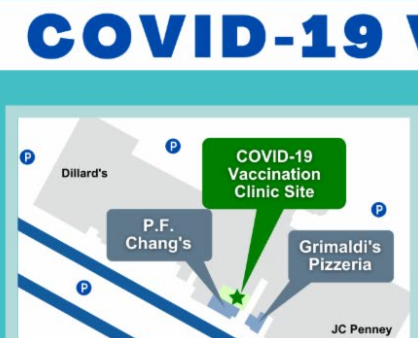 COVID-19
P
P
Dillard's
COVID-19
Vaccination
Clinic Site
P
P.F.
Chang's
Grimaldi's
Pizzeria
P
JC Penney